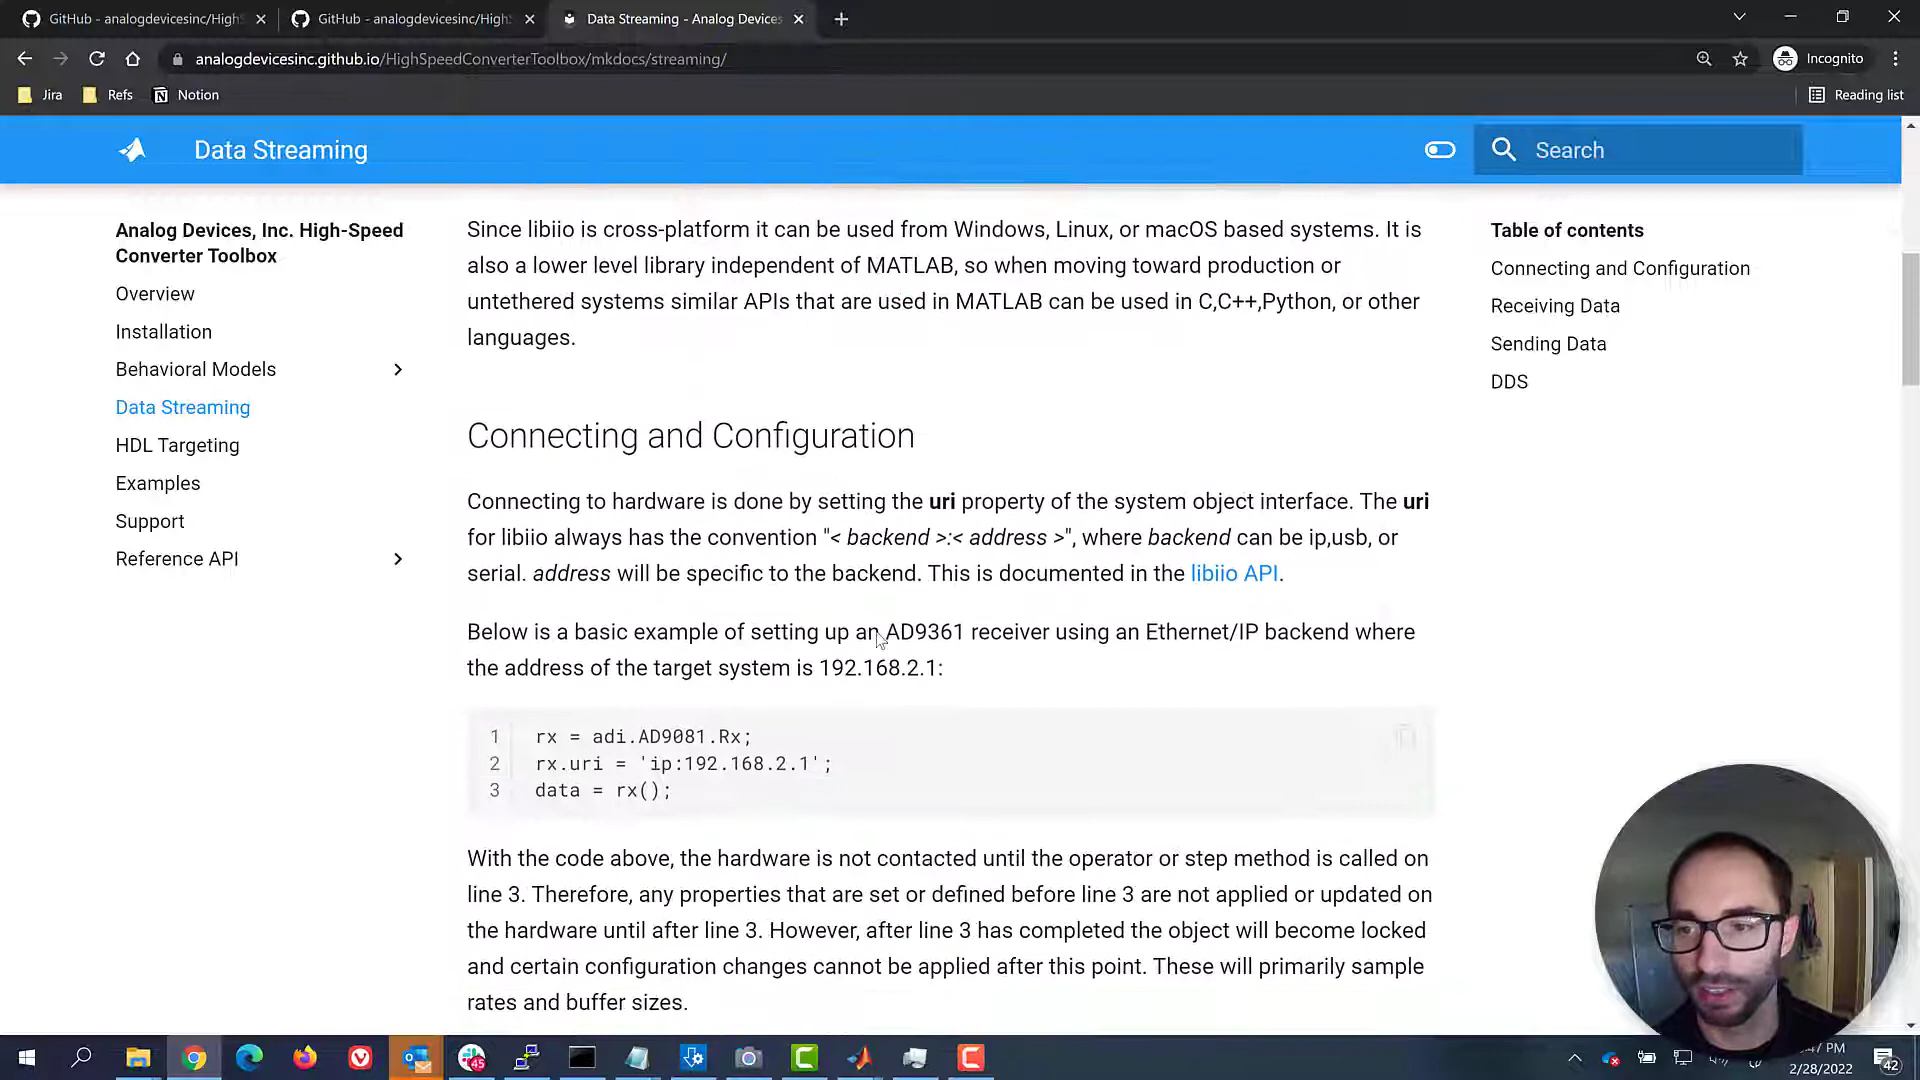 GitHub - analogdevicesinc/High
GitHub - analogdevicesinc/High
Data Streaming - Analog Devices
analogdevicesinc.github.io/HighSpeedConverterToolbox/mkdocs/streaming/
Incognito
Jira
Refs
Notion
Reading list
Data Streaming
Search
Analog Devices, Inc. High-Speed
Converter Toolbox
Overview
Installation
Behavioral Models
Data Streaming
HDL Targeting
Examples
Support
Reference API
Since libiio is cross-platform it can be used from Windows, Linux, or macOS based systems. It is
also a lower level library independent of MATLAB, so when moving toward production or
untethered systems similar APIs that are used in MATLAB can be used in C,C++,Python, or other
languages.
Connecting and Configuration
Connecting to hardware is done by setting the uri property of the system object interface. The uri
for libiio always has the convention "< backend >:< address >", where backend can be ip,usb, or
serial. address will be specific to the backend. This is documented in the libiio API.
Below is a basic example of setting up an AD9361 receiver using an Ethernet/IP backend where
the address of the target system is 192.168.2.1:
1 rx = adi.AD9081.Rx;
2 rx.uri = 'ip:192.168.2.1';
3 data = rx();
With the code above, the hardware is not contacted until the operator or step method is called on
line 3. Therefore, any properties that are set or defined before line 3 are not applied or updated on
the hardware until after line 3. However, after line 3 has completed the object will become locked
and certain configuration changes cannot be applied after this point. These will primarily sample
rates and buffer sizes.
Table of contents
Connecting and Configuration
Receiving Data
Sending Data
DDS
45
:47 PM
2/28/2022
42